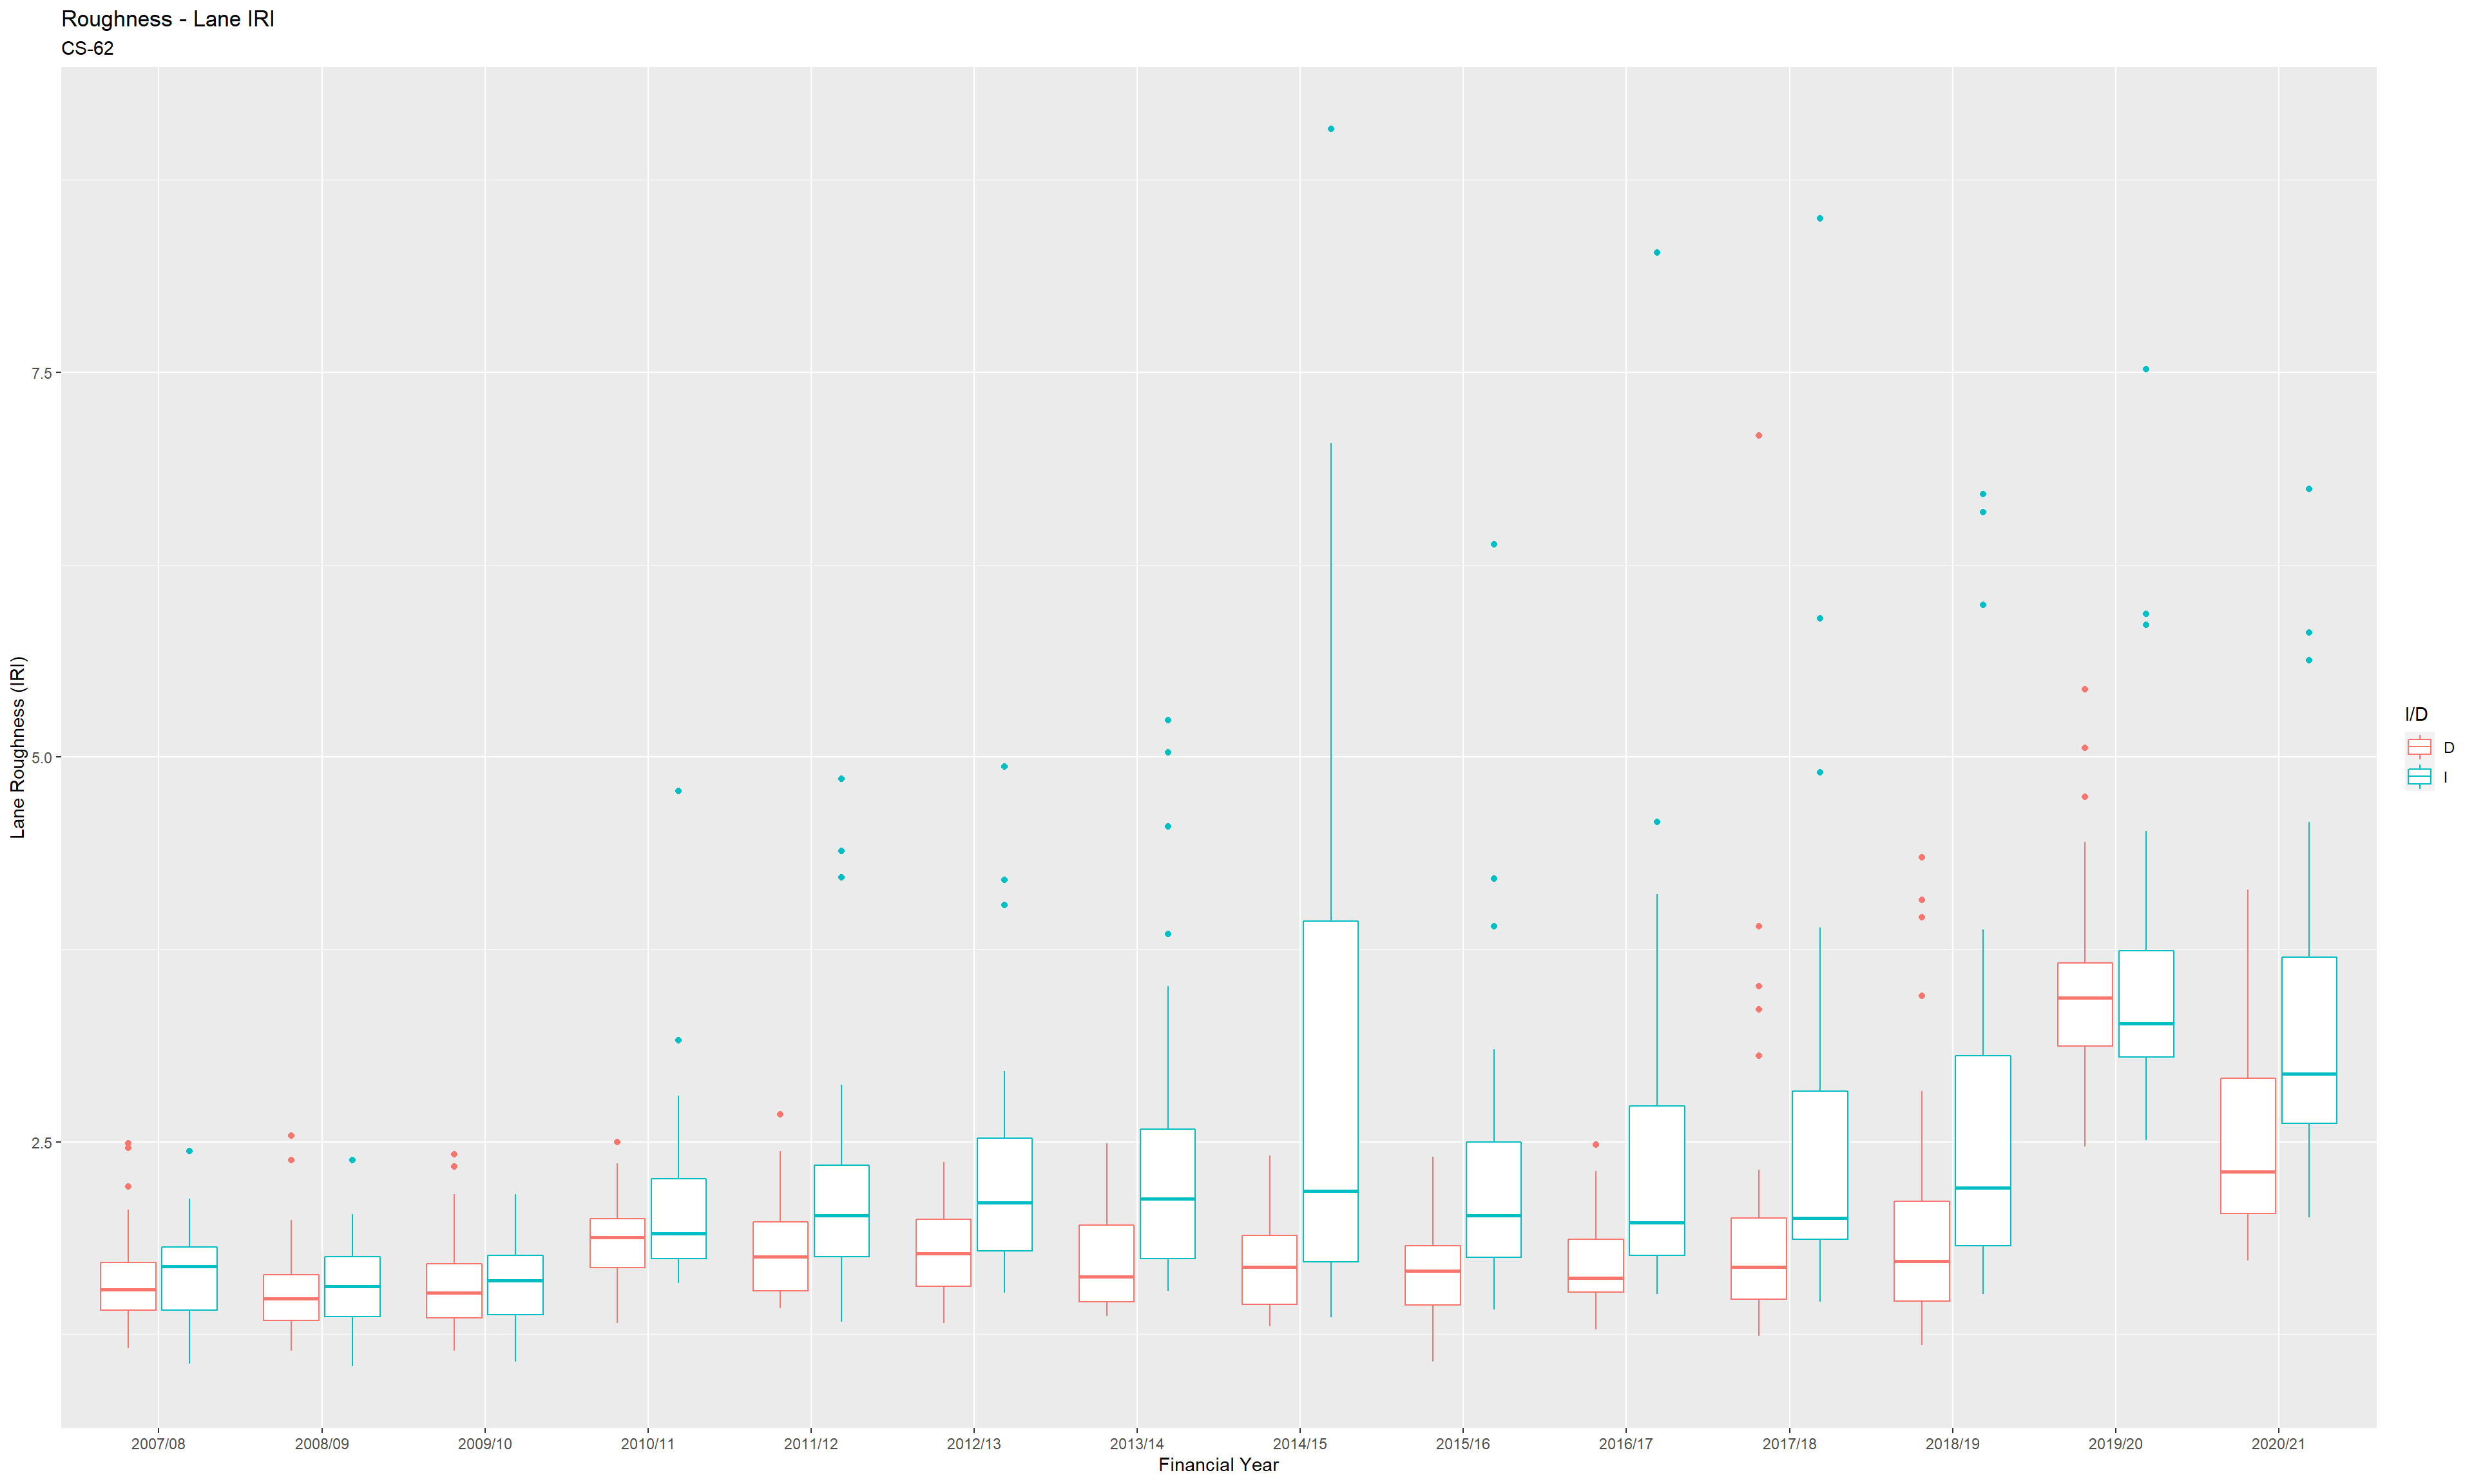 Roughness - Lane IRI
CS-62
Lane Roughness (IRI)
7.5
5.0
2.5
2007/08
2008/09
2009/10
2010/11
2011/12
2012/13
2013/14
2014/15
2015/16
2016/17
2017/18
2018/19
2019/20
2020/21
Financial Year
I/D
D
I